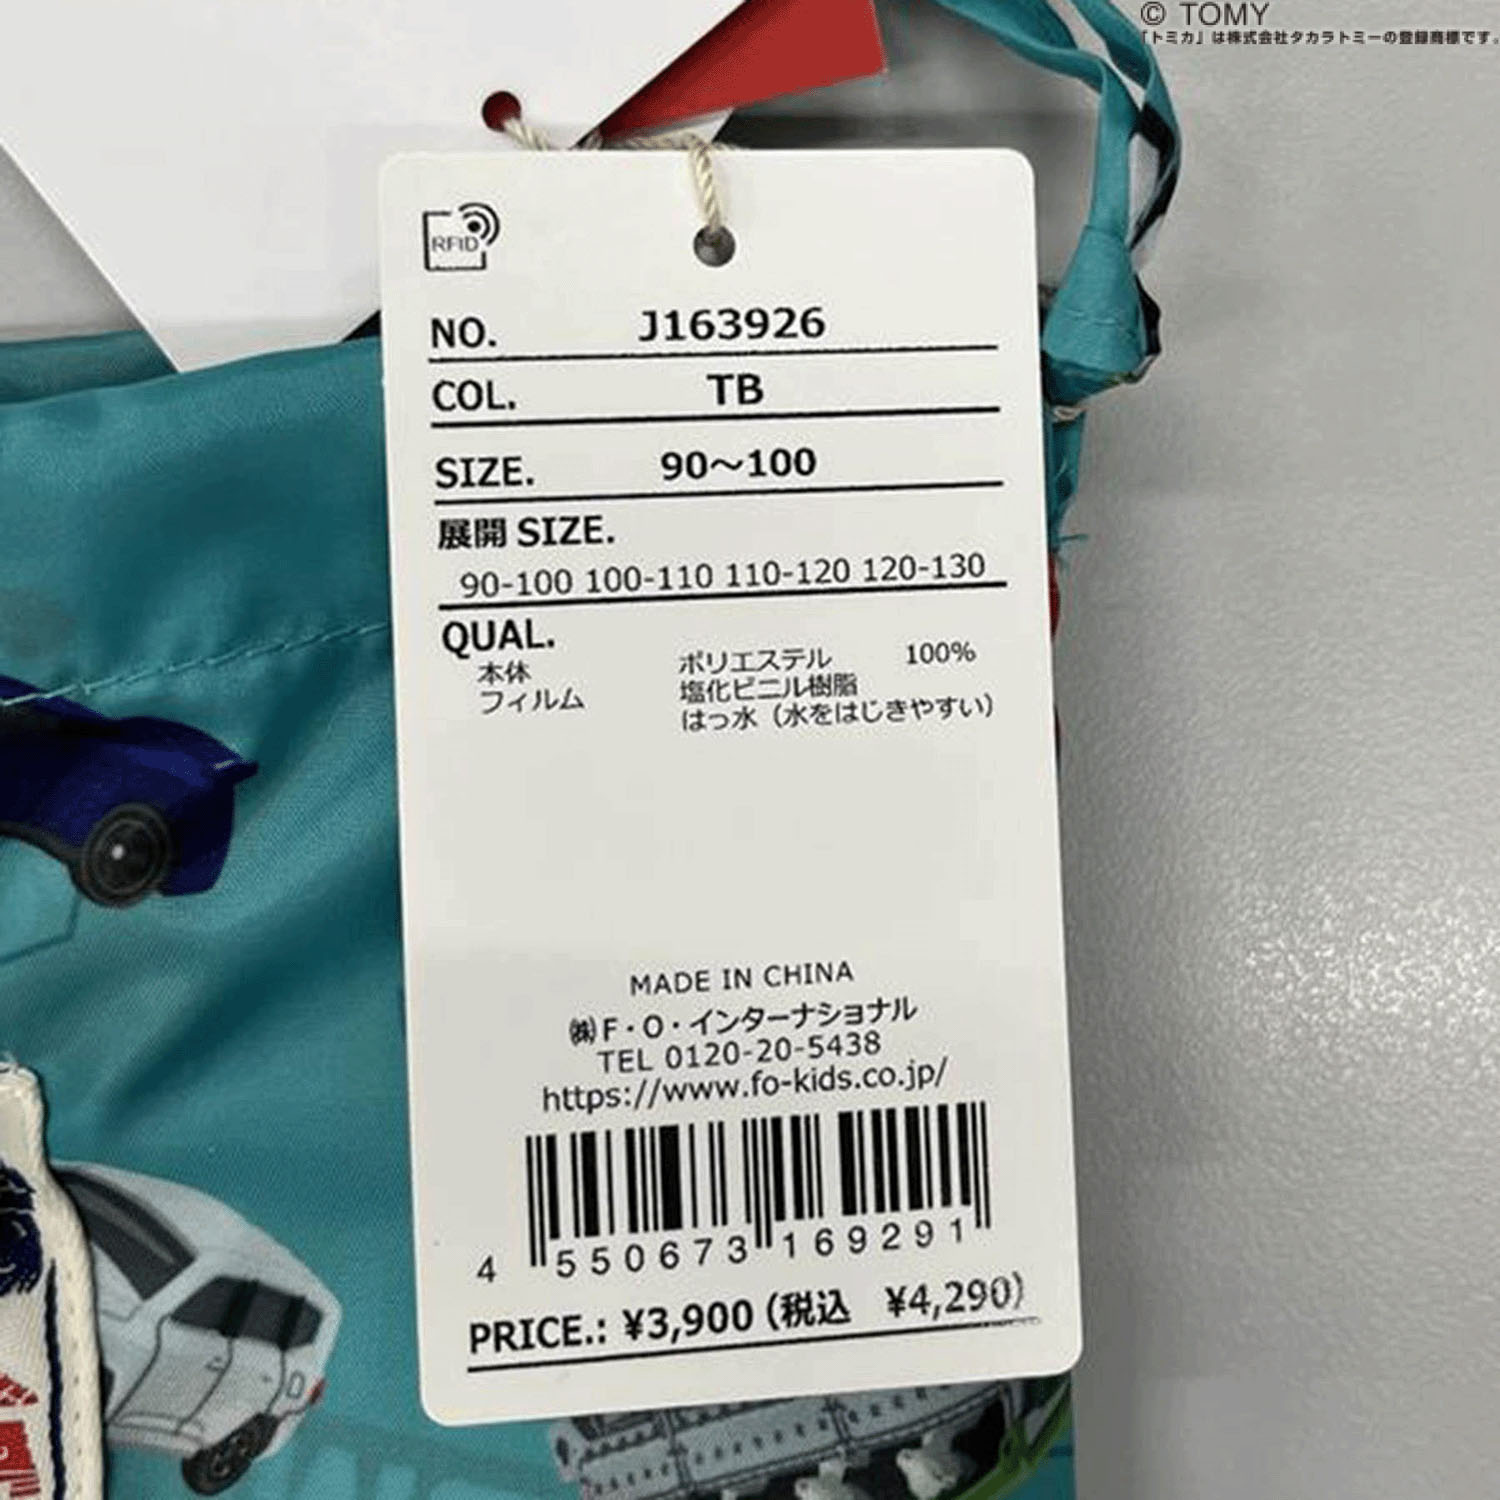 © TOMY
「トミカ」は株式会社タカラトミーの登録商標です。
RFID
NO. J163926
COL. TB
SIZE. 90～100
展開 SIZE.
90-100 100-110 110-120 120-130
QUAL.
本体 ポリエステル 100%
フィルム 塩化ビニル樹脂
はっ水（水をはじきやすい）
MADE IN CHINA
㈱F・O・インターナショナル
TEL 0120-20-5438
https://www.fo-kids.co.jp/
4 550673 169291
PRICE.: ¥3,900 (税込 ¥4,290)